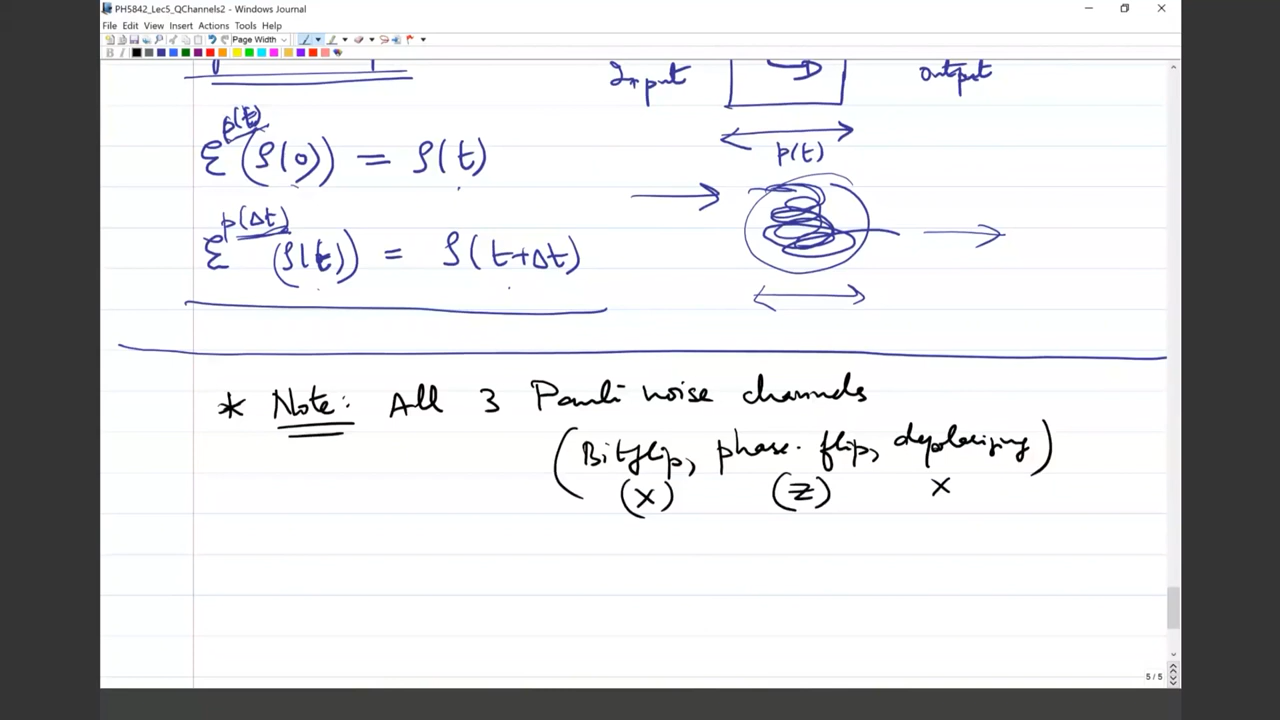 PH5842_Lec5_QChannels2 - Windows Journal
File Edit View Insert Actions Tools Help
Page Width
Input output
ℰ^{p(t)} (ρ(0)) = ρ(t)
p(t)
ℰ^{p(Δt)} (ρ(t)) = ρ(t+Δt)
* Note: All 3 Pauli noise channels
(Bitflip, phase-flip, depolarizing)
(X) (Z) X
5 / 5